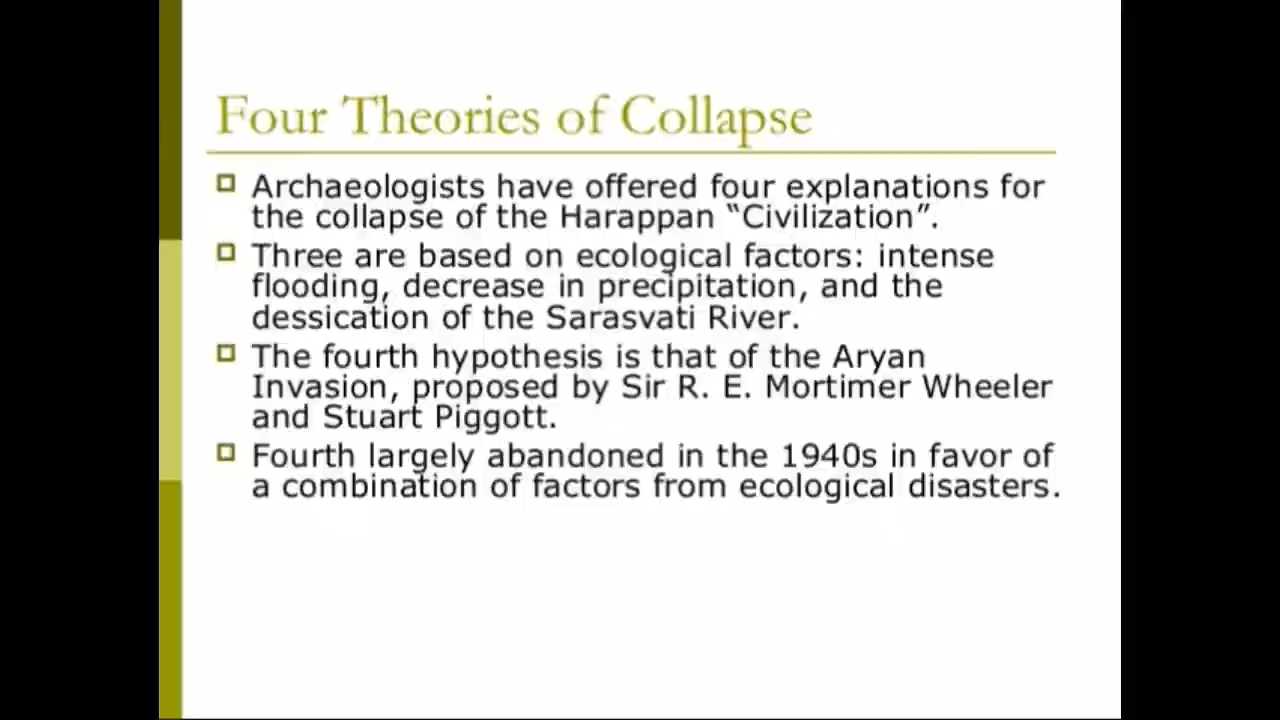 Four Theories of Collapse
Archaeologists have offered four explanations for
the collapse of the Harappan “Civilization”.
Three are based on ecological factors: intense
flooding, decrease in precipitation, and the
dessication of the Sarasvati River.
The fourth hypothesis is that of the Aryan
Invasion, proposed by Sir R. E. Mortimer Wheeler
and Stuart Piggott.
Fourth largely abandoned in the 1940s in favor of
a combination of factors from ecological disasters.